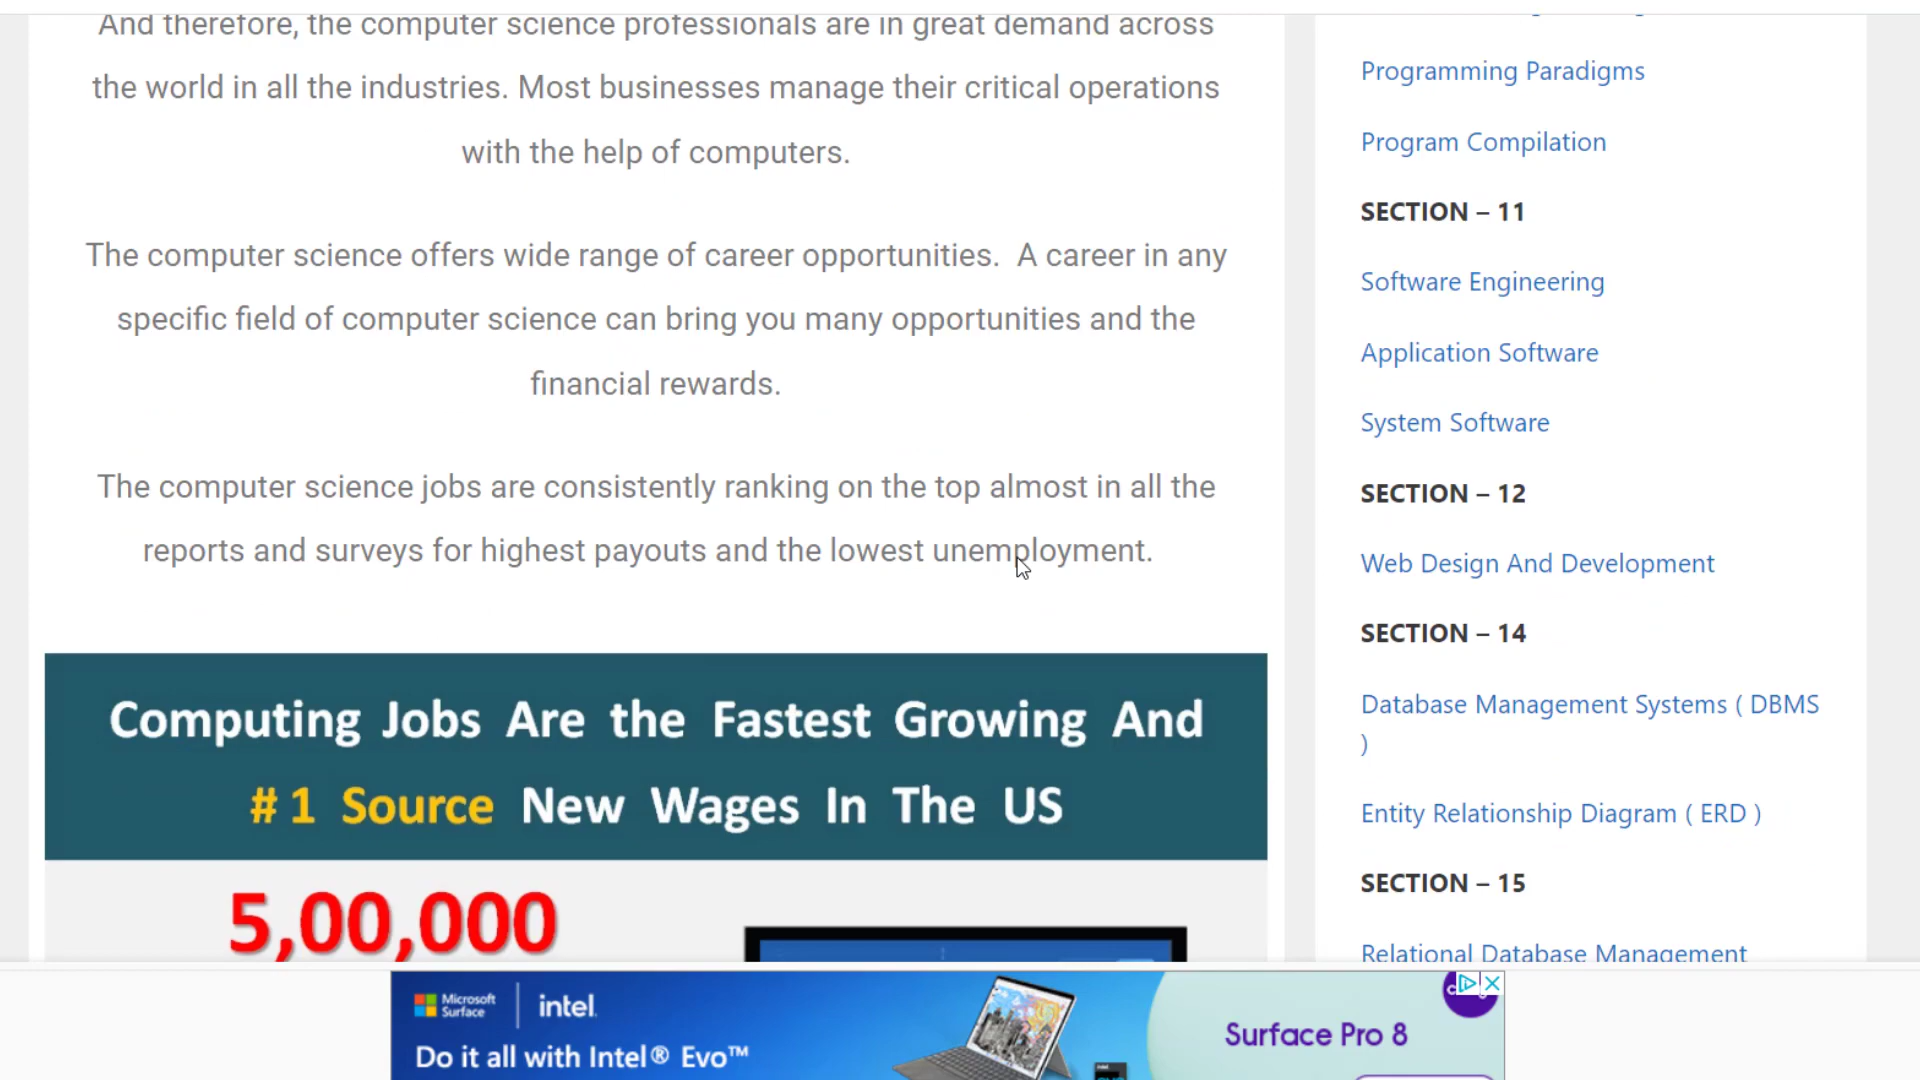 And therefore, the computer science professionals are in great demand across
the world in all the industries. Most businesses manage their critical operations
with the help of computers.
The computer science offers wide range of career opportunities.  A career in any
specific field of computer science can bring you many opportunities and the
financial rewards.
The computer science jobs are consistently ranking on the top almost in all the
reports and surveys for highest payouts and the lowest unemployment.
Computing Jobs Are the Fastest Growing And
# 1 Source New Wages In The US
5,00,000
Programming Paradigms
Program Compilation
SECTION – 11
Software Engineering
Application Software
System Software
SECTION – 12
Web Design And Development
SECTION – 14
Database Management Systems ( DBMS
)
Entity Relationship Diagram ( ERD )
SECTION – 15
Relational Database Management
Microsoft
Surface
intel.
Do it all with Intel® Evo™
Surface Pro 8